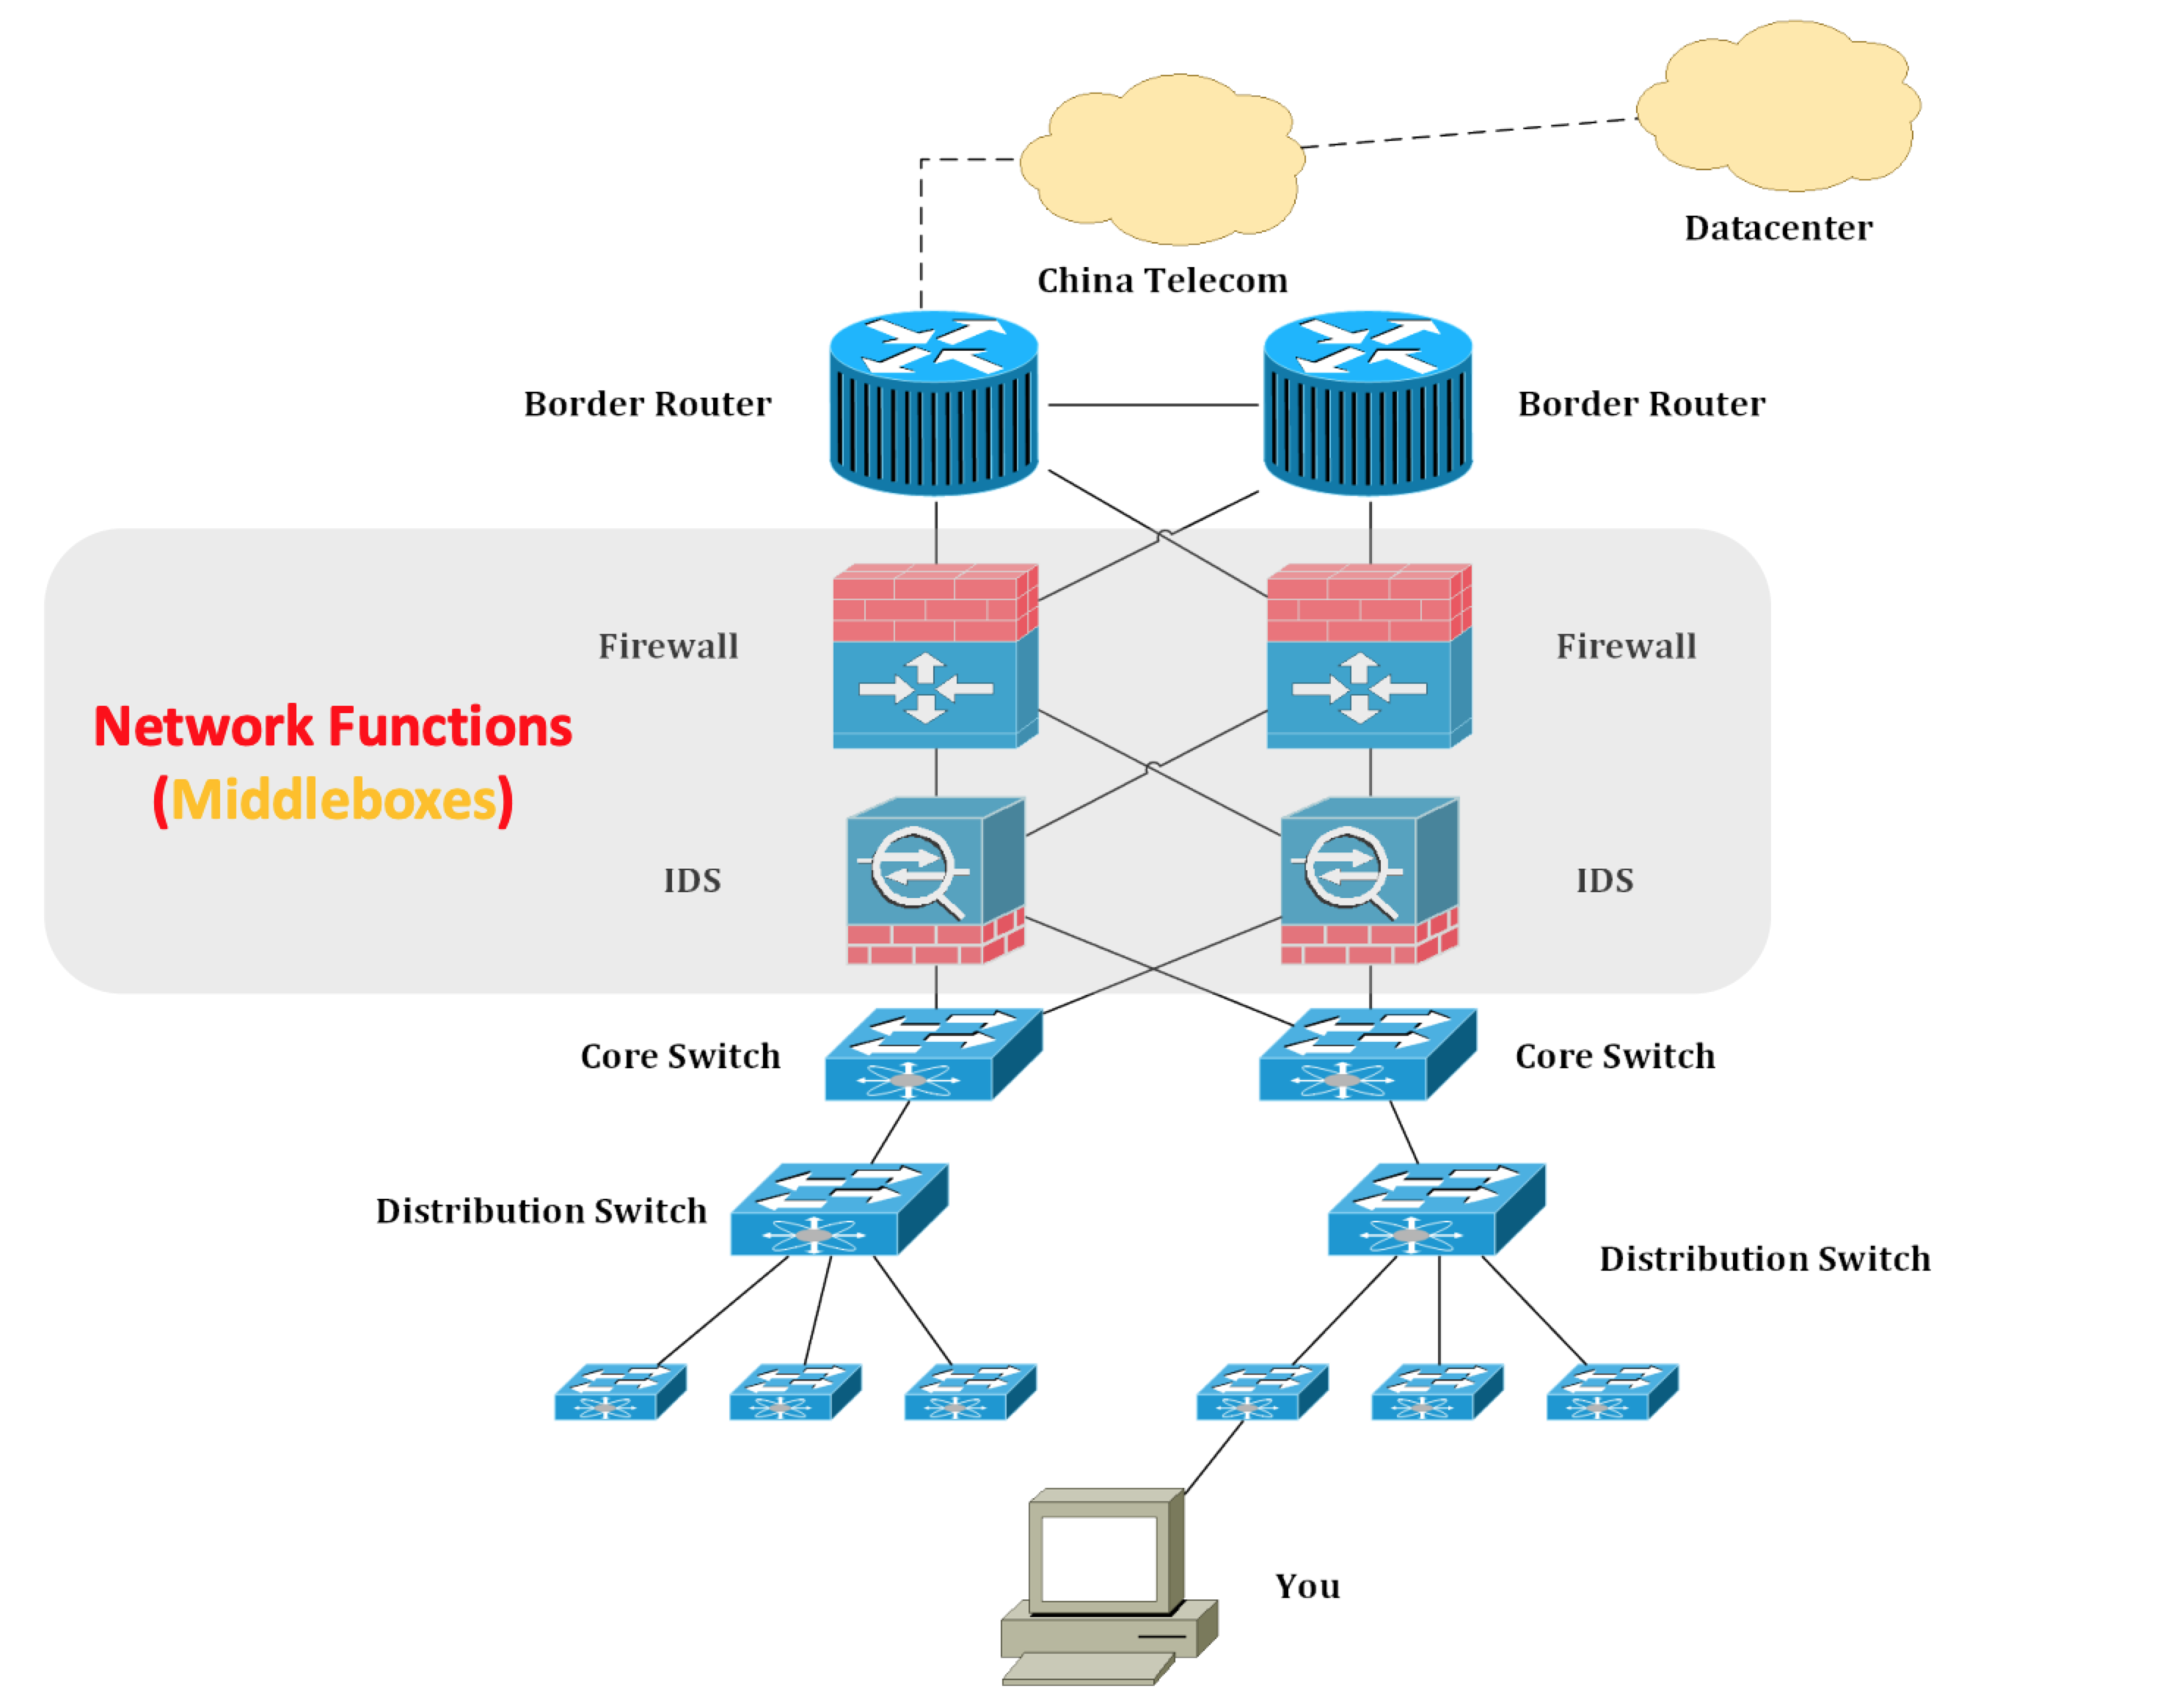 Datacenter
China Telecom
Border Router
Border Router
Firewall
Firewall
Network Functions
(Middleboxes)
IDS
IDS
Core Switch
Core Switch
Distribution Switch
Distribution Switch
You